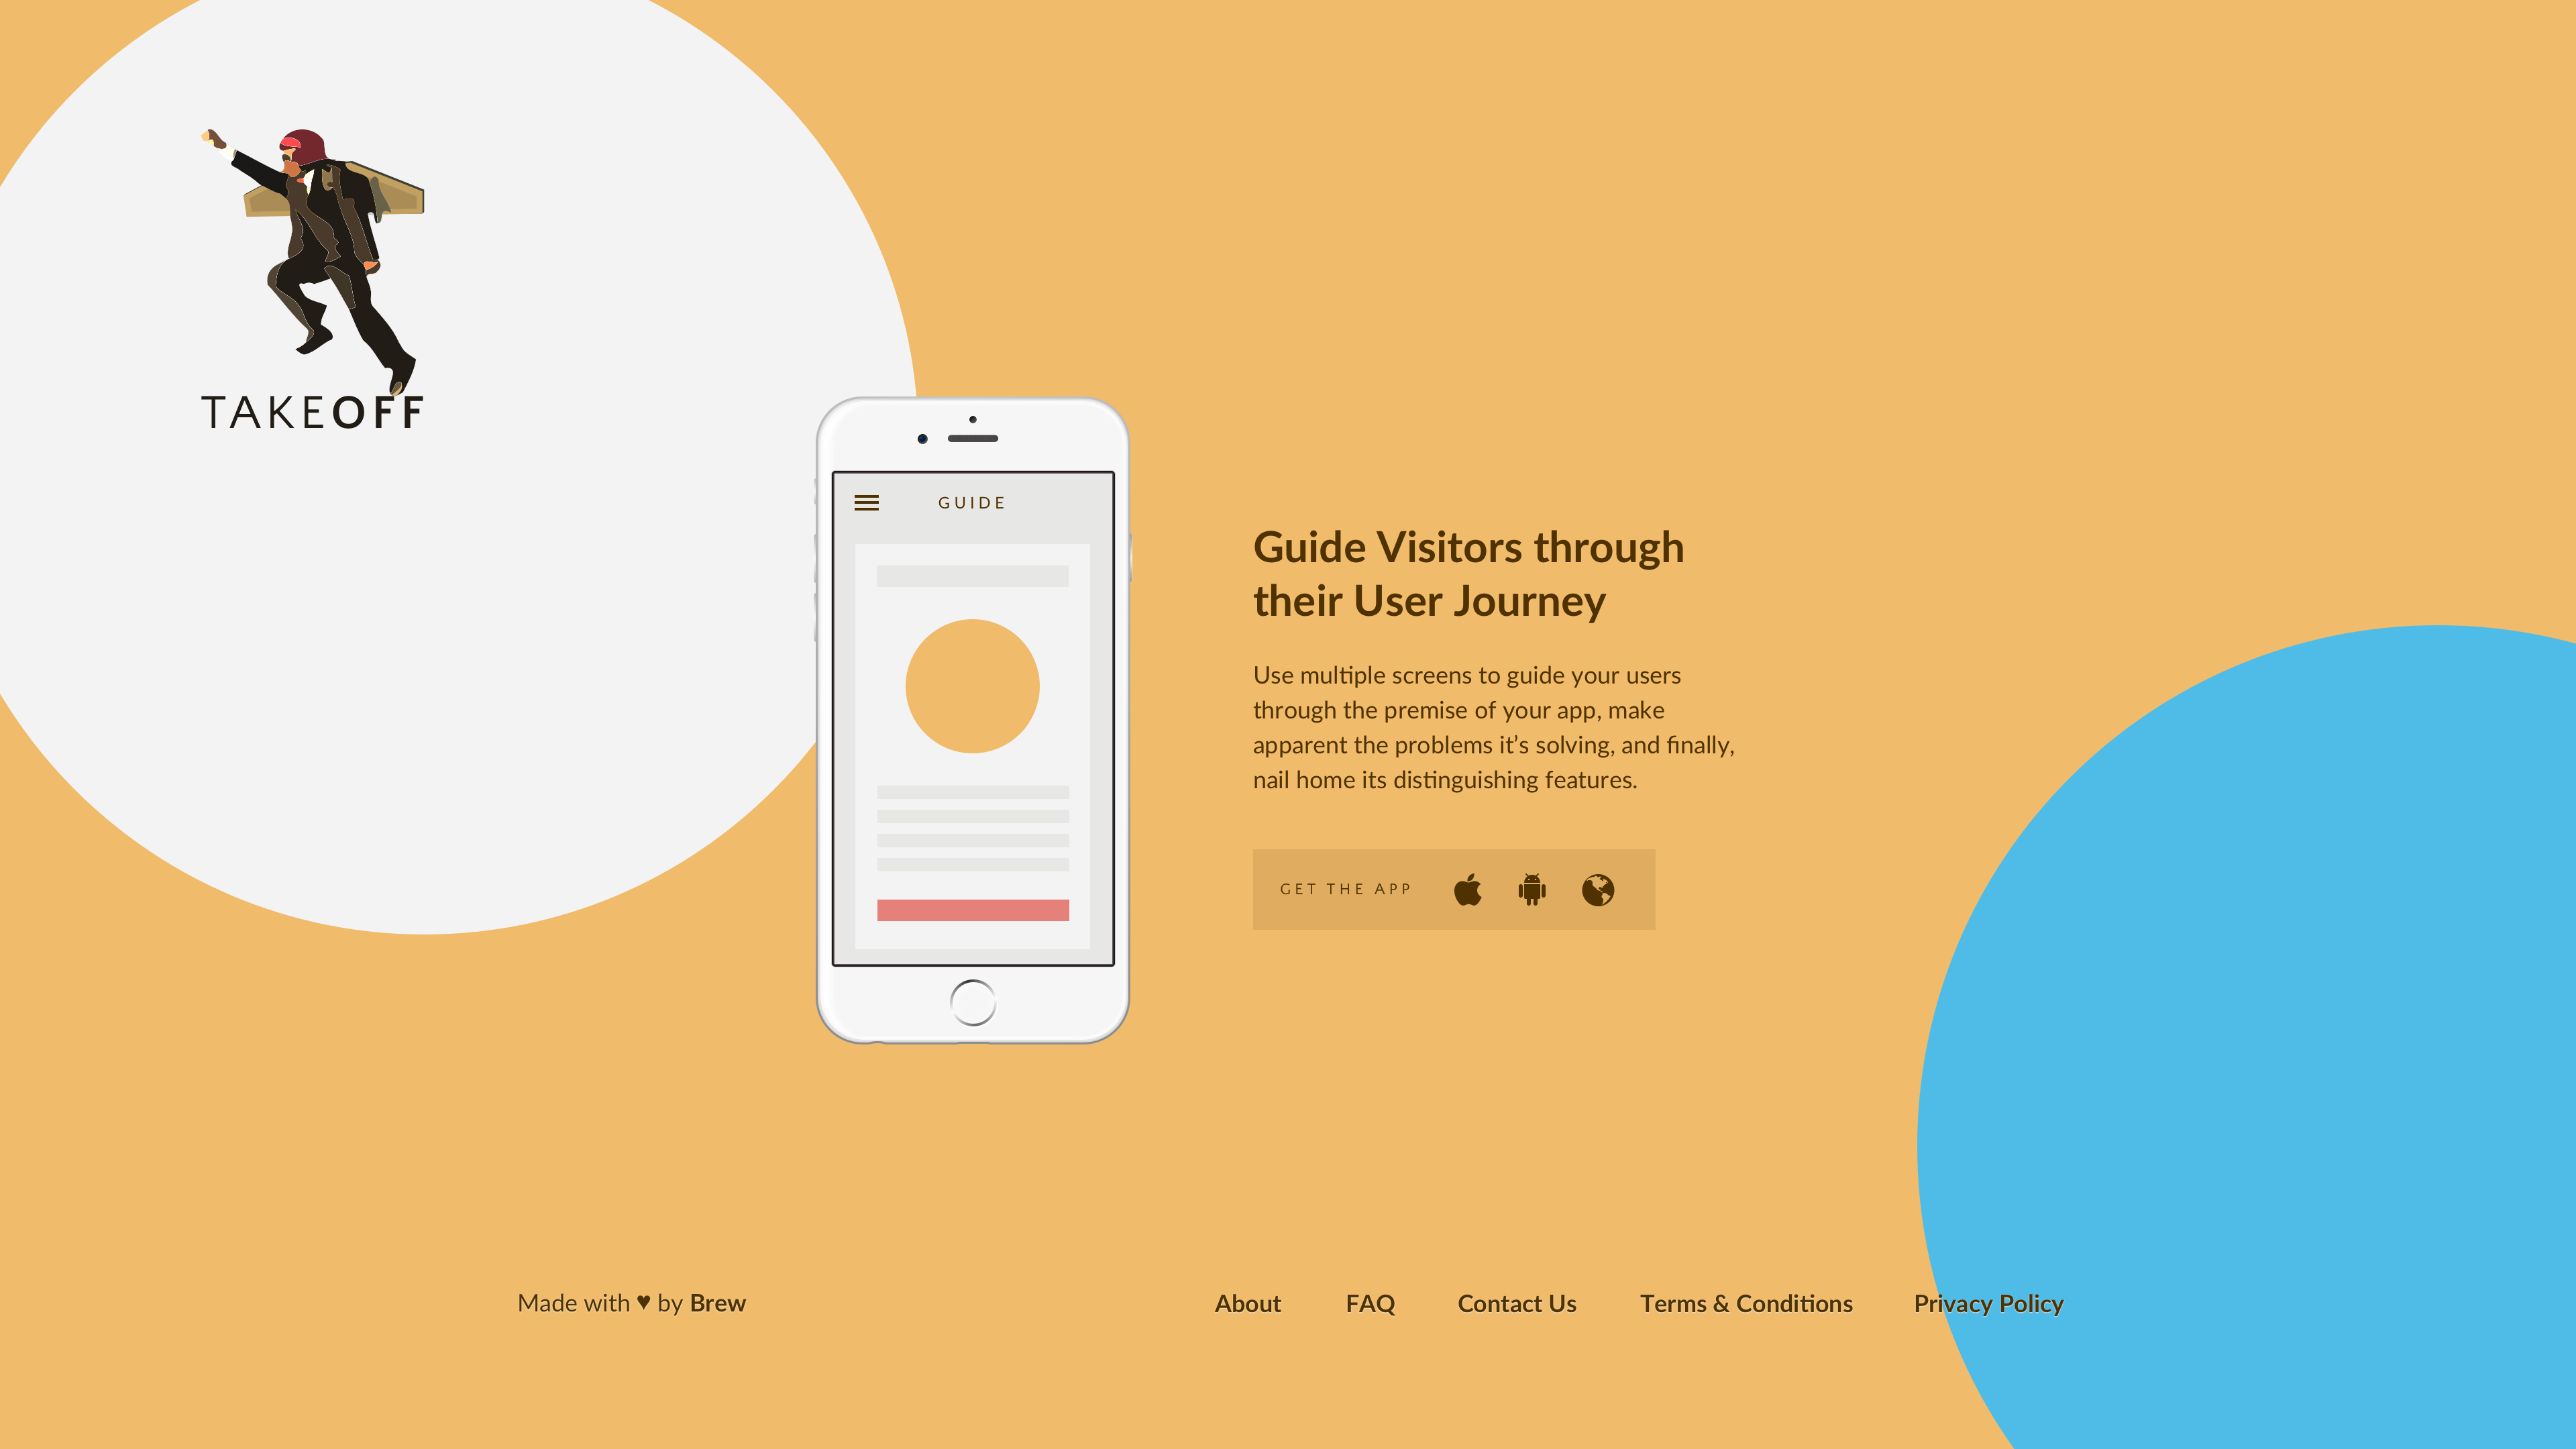 TAKEOFF
GUIDE
Guide Visitors through
their User Journey
Use multiple screens to guide your users
through the premise of your app, make
apparent the problems it’s solving, and finally,
nail home its distinguishing features.
GET THE APP
Made with ♥ by Brew
About FAQ Contact Us Terms & Conditions Privacy Policy